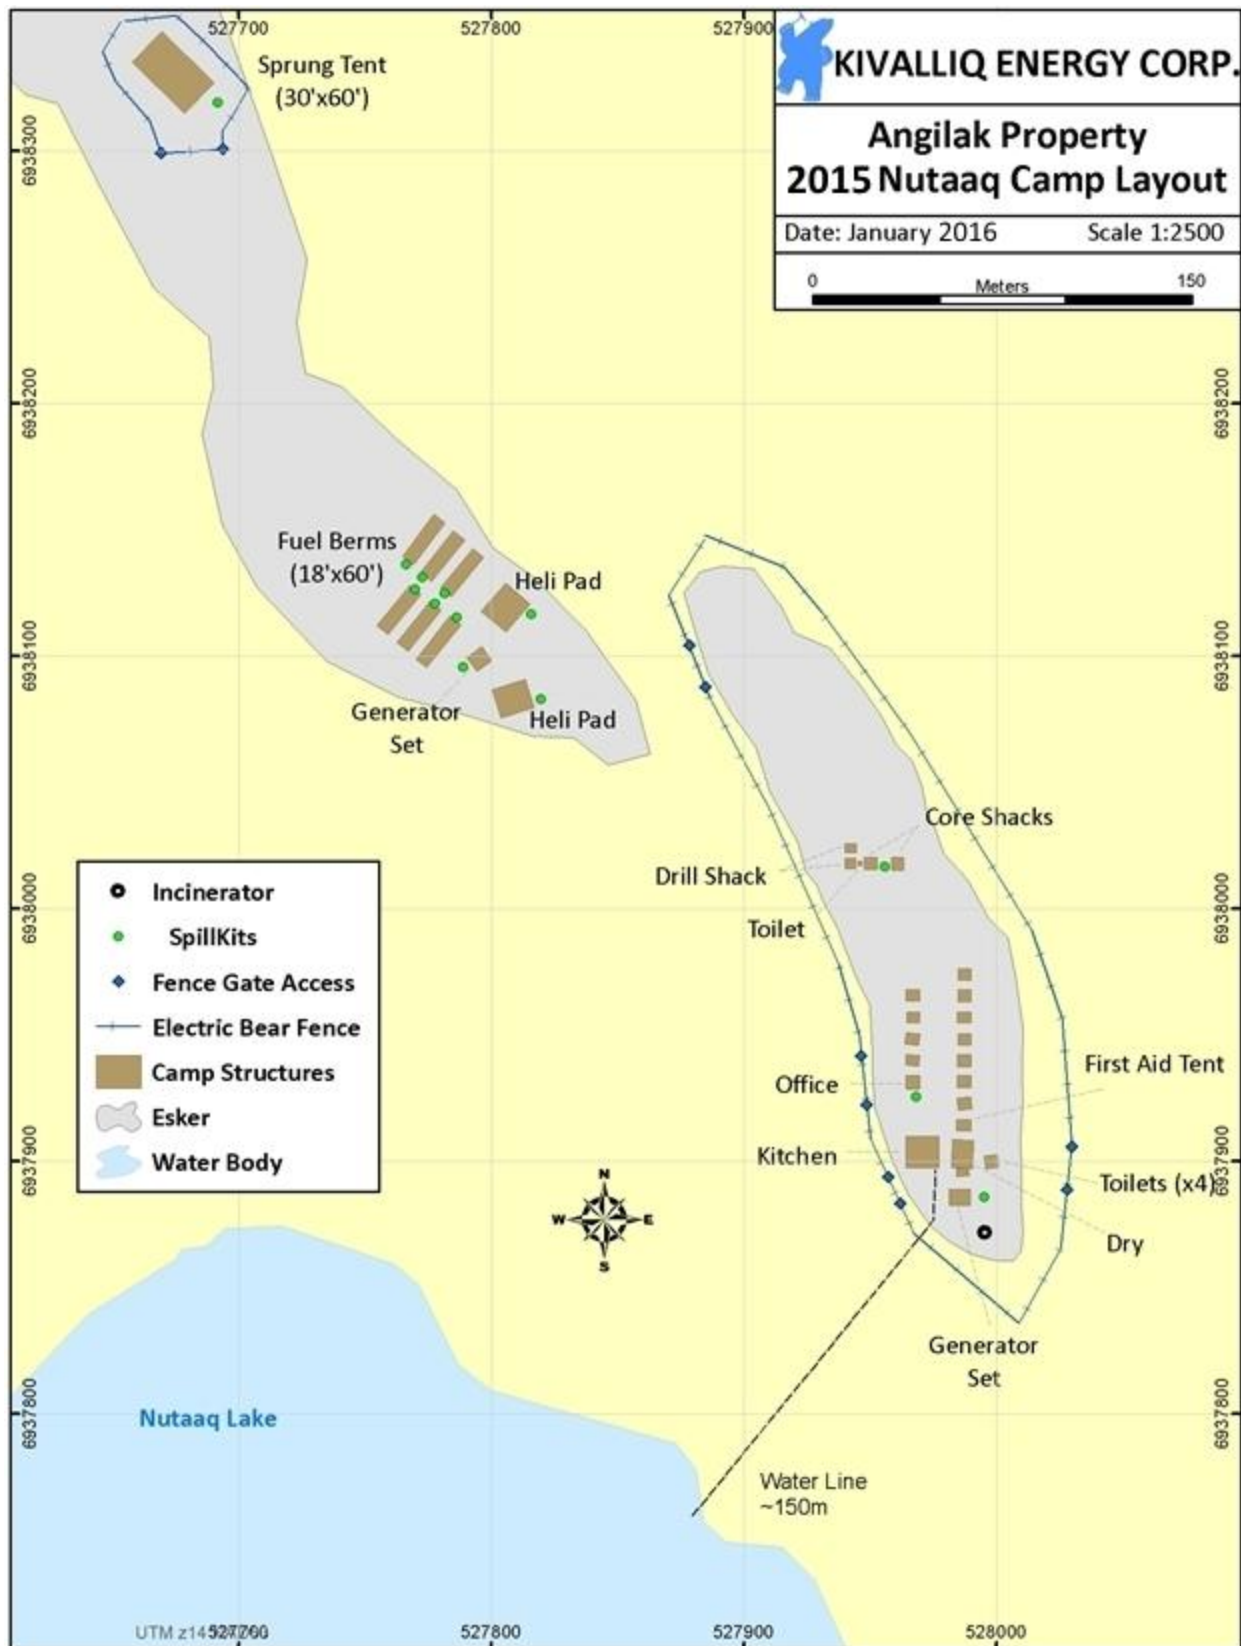 527700
527800
527900
KIVALLIQ ENERGY CORP.
Angilak Property
2015 Nutaaq Camp Layout
Date: January 2016 Scale 1:2500
0 Meters 150
Sprung Tent
(30'x60')
6938300
6938200
6938200
Fuel Berms
(18'x60')
Heli Pad
6938100
6938100
Generator
Set
Heli Pad
Core Shacks
Drill Shack
Toilet
6938000
6938000
Incinerator
SpillKits
Fence Gate Access
Electric Bear Fence
Camp Structures
Esker
Water Body
First Aid Tent
Office
Kitchen
6937900
6937900
Toilets (x4)
Dry
N
W
E
S
Generator
Set
Nutaaq Lake
6937800
6937800
Water Line
~150m
UTM z14
527700
527800
527900
528000